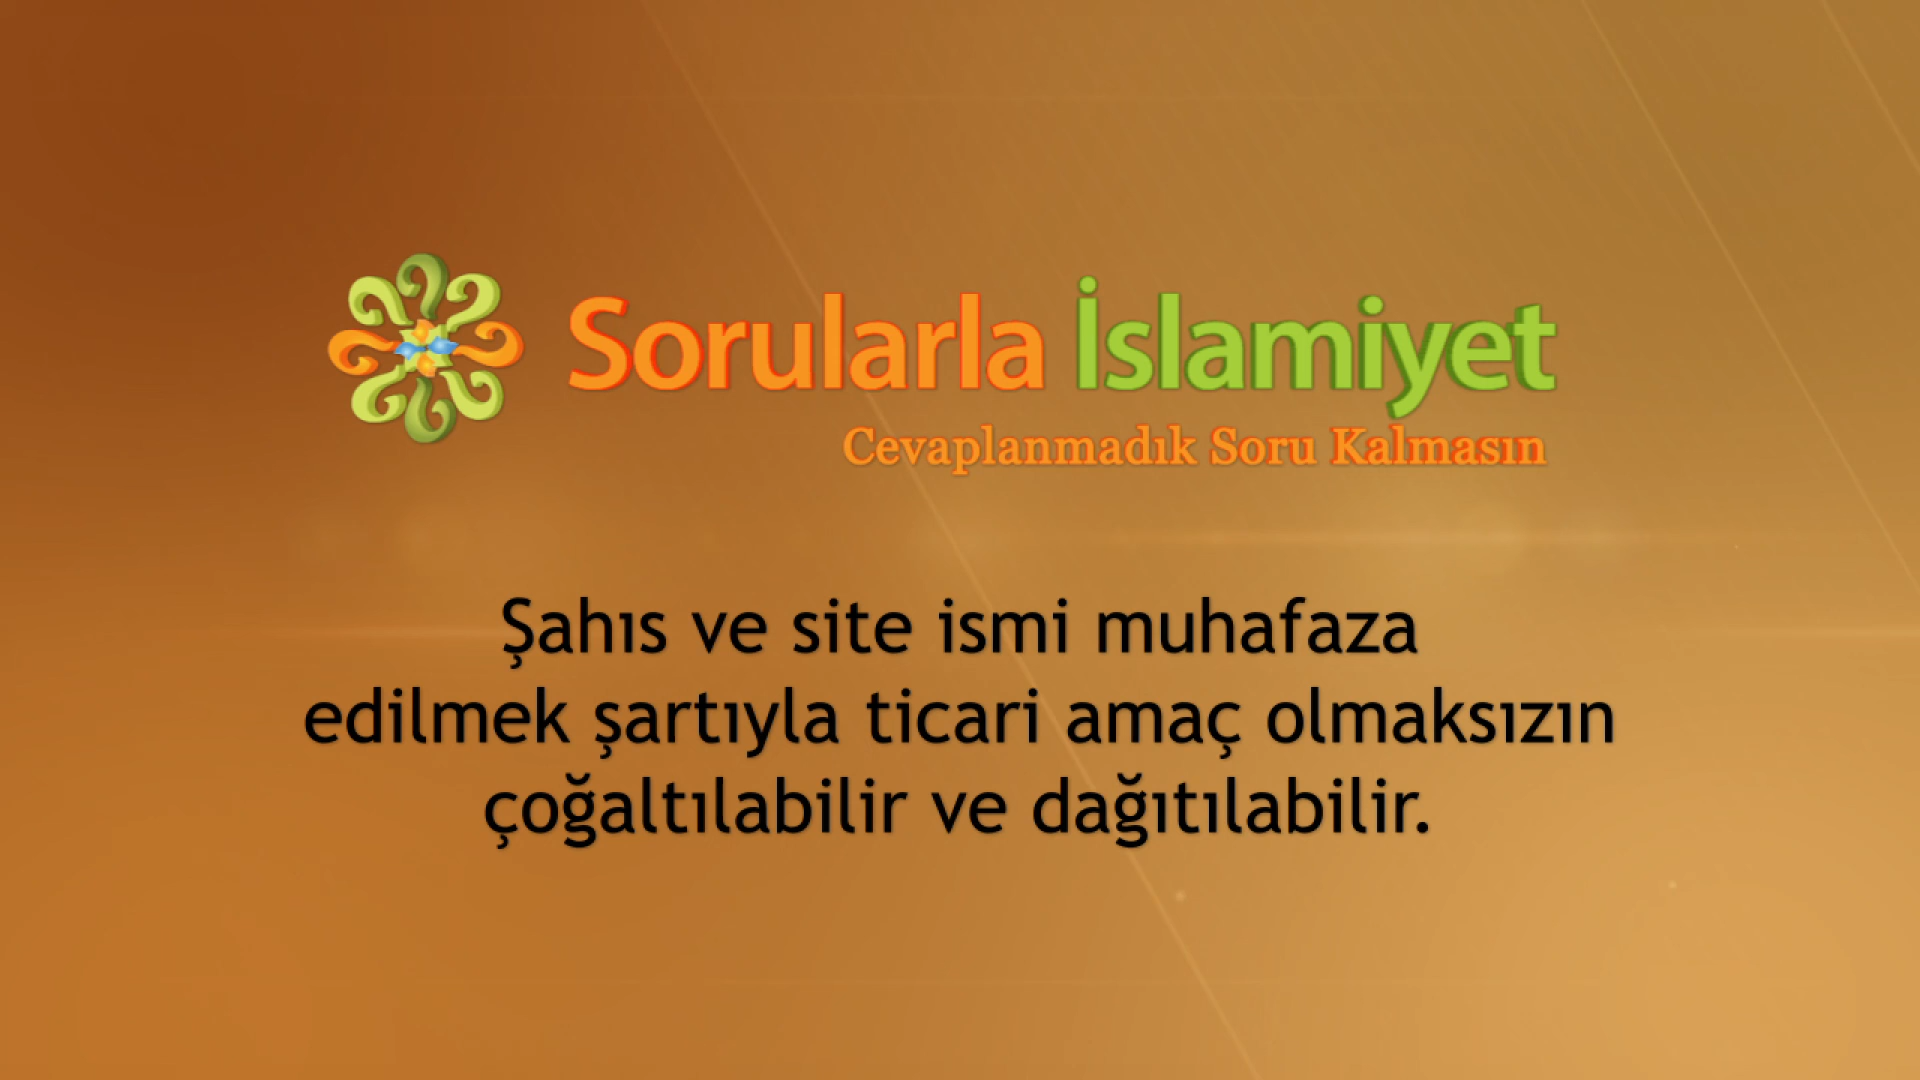 Sorularla İslamiyet
Cevaplanmadık Soru Kalmasın
Şahıs ve site ismi muhafaza
edilmek şartıyla ticari amaç olmaksızın
çoğaltılabilir ve dağıtılabilir.